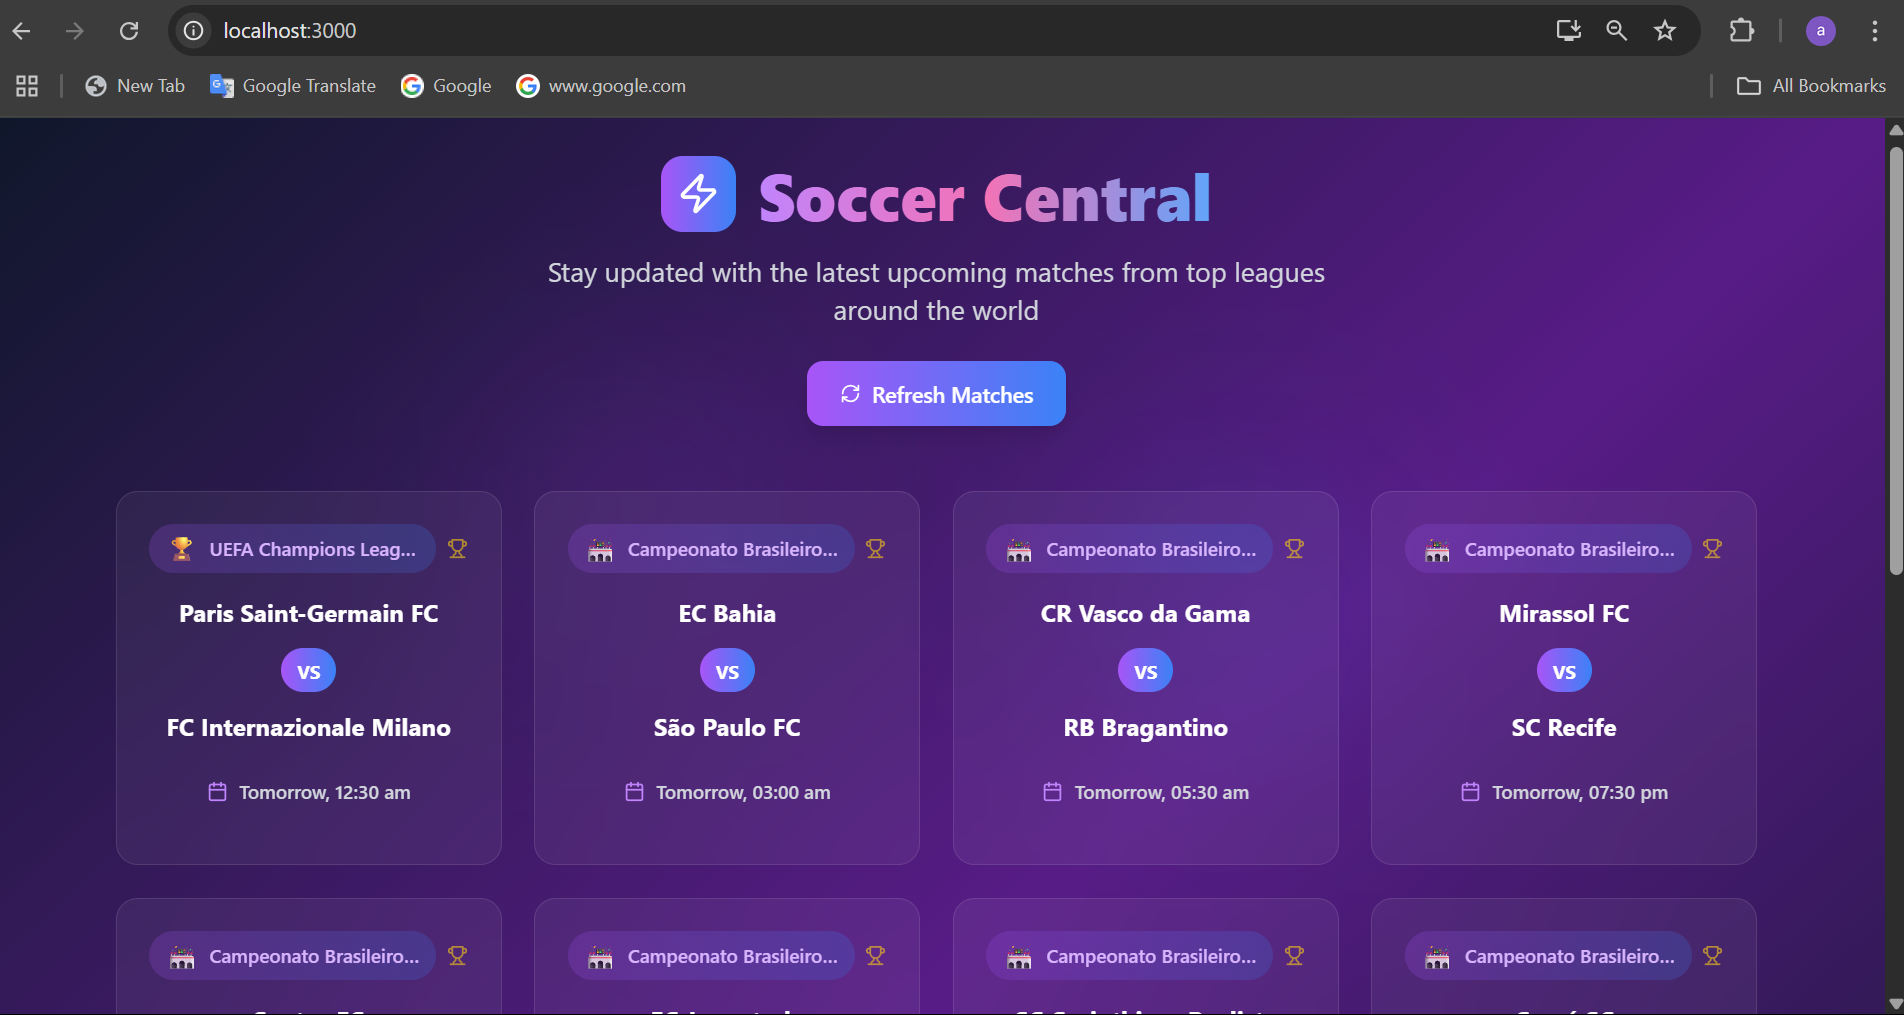 localhost:3000
a
New Tab
Google Translate
Google
www.google.com
All Bookmarks
Soccer Central
Stay updated with the latest upcoming matches from top leagues
around the world
Refresh Matches
UEFA Champions Leag...
Paris Saint-Germain FC
VS
FC Internazionale Milano
Tomorrow, 12:30 am
Campeonato Brasileiro...
EC Bahia
VS
São Paulo FC
Tomorrow, 03:00 am
Campeonato Brasileiro...
CR Vasco da Gama
VS
RB Bragantino
Tomorrow, 05:30 am
Campeonato Brasileiro...
Mirassol FC
VS
SC Recife
Tomorrow, 07:30 pm
Campeonato Brasileiro...
Campeonato Brasileiro...
Campeonato Brasileiro...
Campeonato Brasileiro...